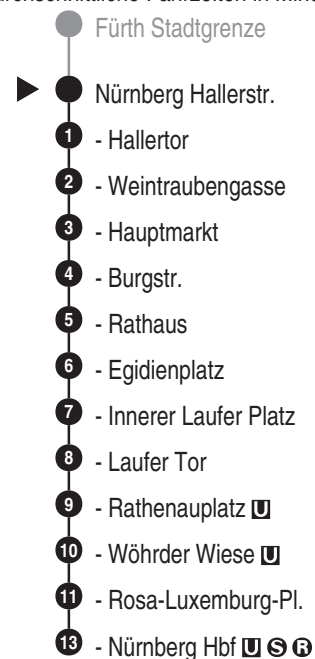 Fürth Stadtgrenze
Nürnberg Hallerstr.
1 - Hallertor
2 - Weintraubengasse
3 - Hauptmarkt
4 - Burgstr.
5 - Rathaus
6 - Egidienplatz
7 - Innerer Laufer Platz
8 - Laufer Tor
9 - Rathenauplatz U
10 - Wöhrder Wiese U
11 - Rosa-Luxemburg-Pl.
13 - Nürnberg Hbf U S R